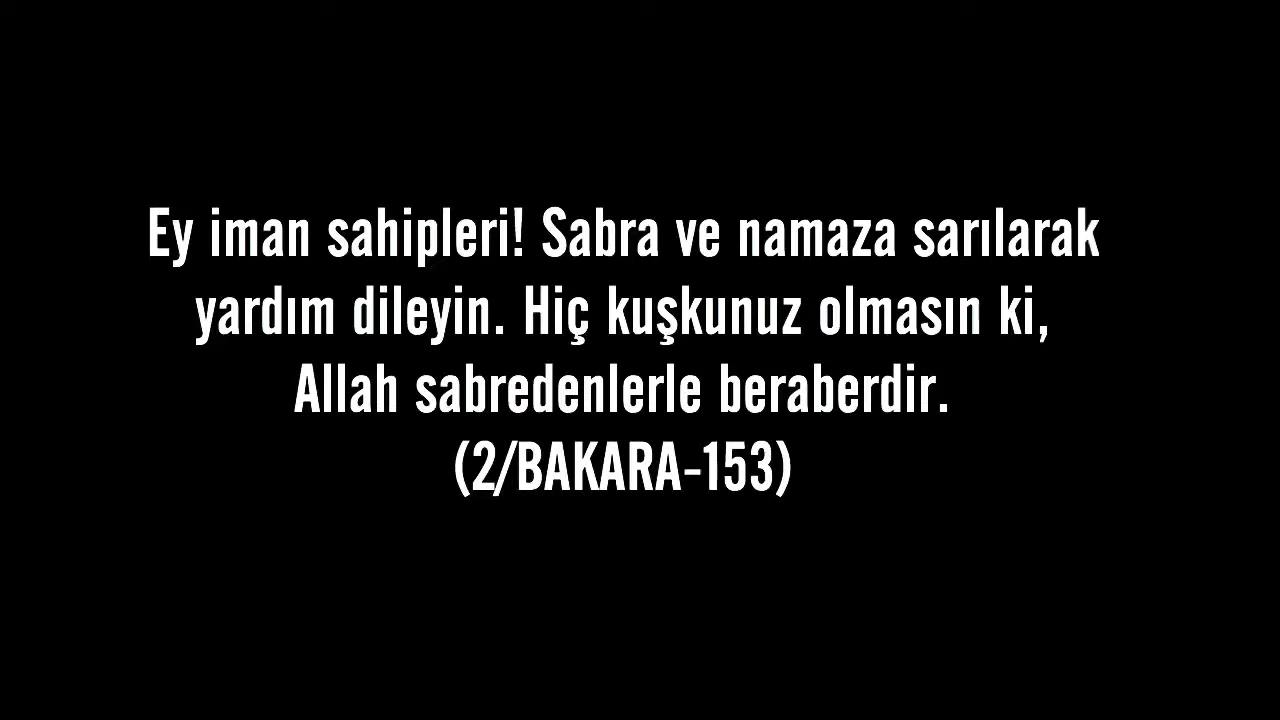 Ey iman sahipleri! Sabra ve namaza sarılarak
yardım dileyin. Hiç kuşkunuz olmasın ki,
Allah sabredenlerle beraberdir.
(2/BAKARA-153)